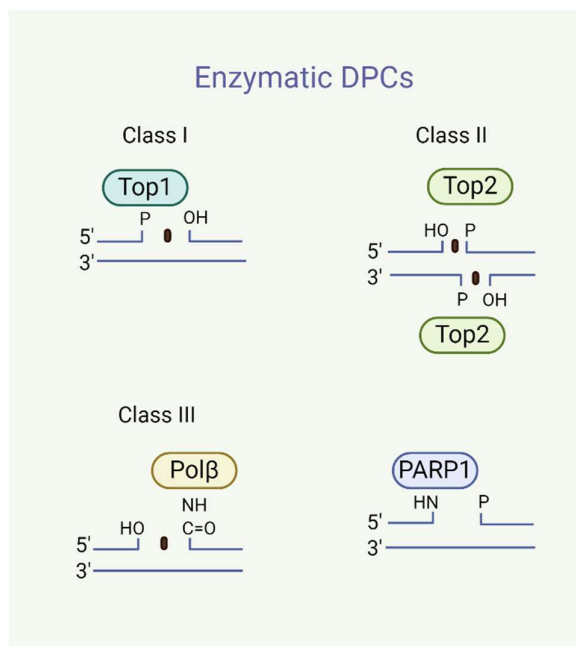 Enzymatic DPCs
Class I
Top1
P OH
5'
3'
Class II
Top2
HO P
5'
3'
P OH
Top2
Class III
Polβ
NH
HO C=O
5'
3'
PARP1
HN P
5'
3'